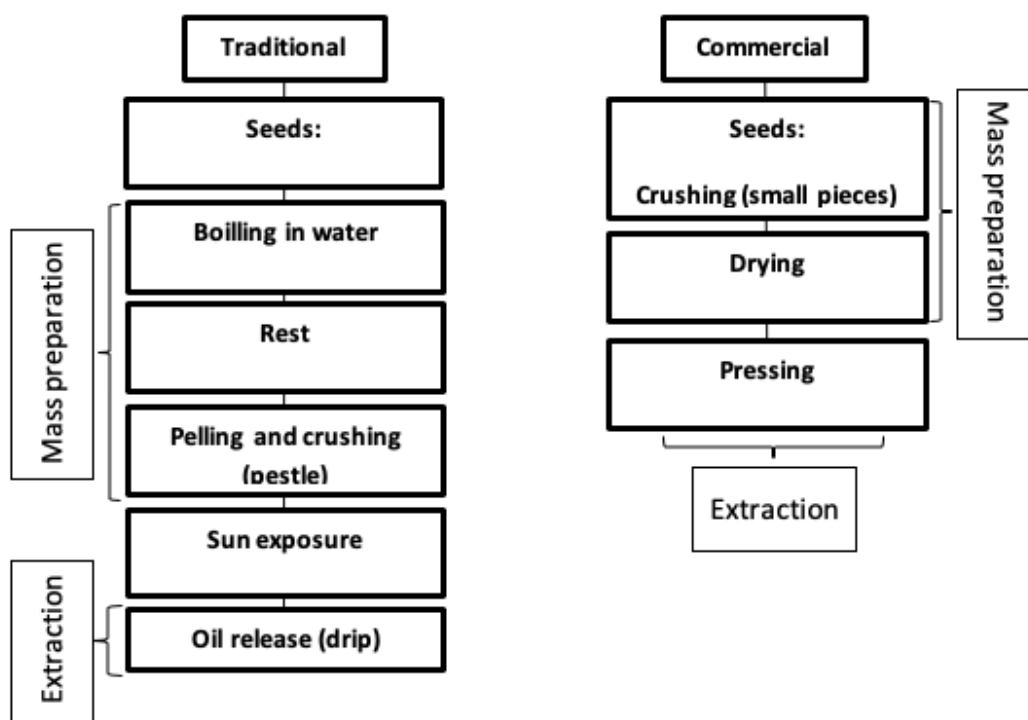 Traditional
Seeds:
Mass preparation
Boilling in water
Rest
Pelling and crushing
(pestle)
Sun exposure
Extraction
Oil release (drip)
Commercial
Seeds:
Crushing (small pieces)
Drying
Mass preparation
Pressing
Extraction